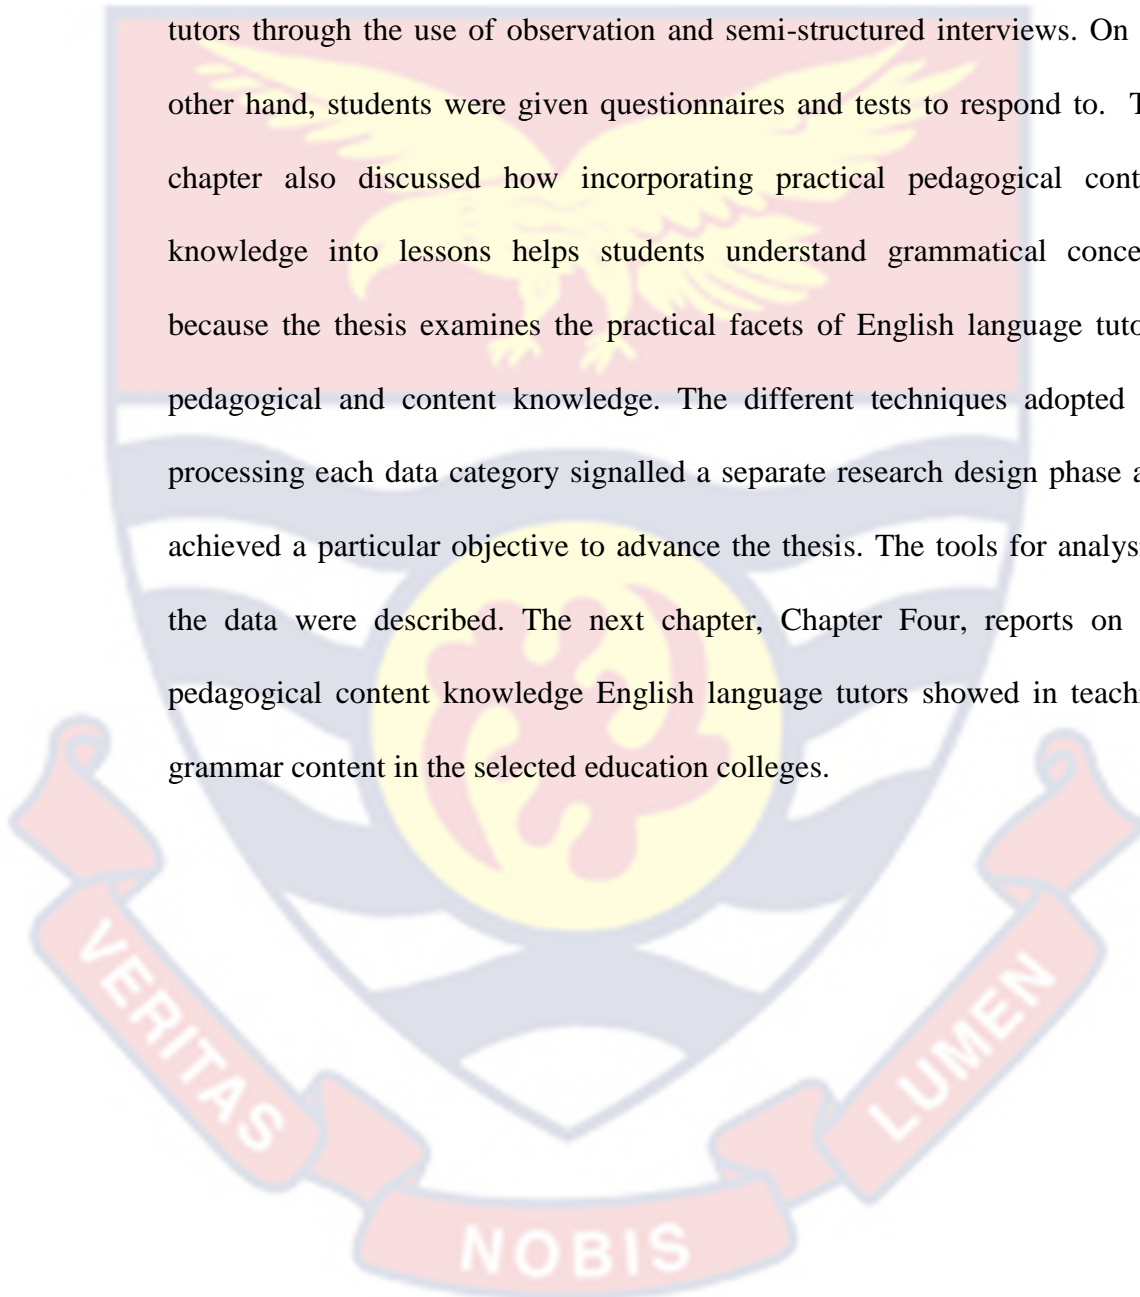 tutors through the use of observation and semi-structured interviews. On
other hand, students were given questionnaires and tests to respond to. T
chapter also discussed how incorporating practical pedagogical cont
knowledge into lessons helps students understand grammatical conce
because the thesis examines the practical facets of English language tuto
pedagogical and content knowledge. The different techniques adopted
processing each data category signalled a separate research design phase a
achieved a particular objective to advance the thesis. The tools for analysi
the data were described. The next chapter, Chapter Four, reports on
pedagogical content knowledge English language tutors showed in teachi
grammar content in the selected education colleges.
VERITAS
NOBIS
LUMEN